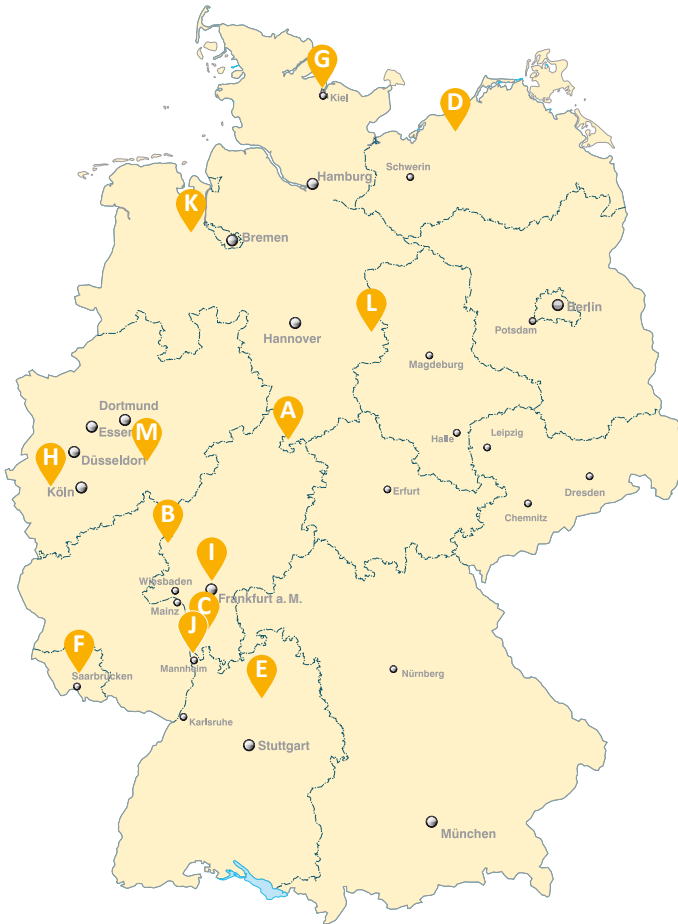 G
Kiel
D
Schwerin
Hamburg
K
Bremen
L
Berlin
Potsdam
Hannover
Magdeburg
A
Dortmund
Essen
M
Halle
Leipzig
H
Düsseldorf
Köln
Erfurt
Dresden
Chemnitz
B
I
Wiesbaden
Frankfurt a. M.
Mainz
C
J
F
Mannheim
E
Saarbrücken
Nürnberg
Karlsruhe
Stuttgart
München